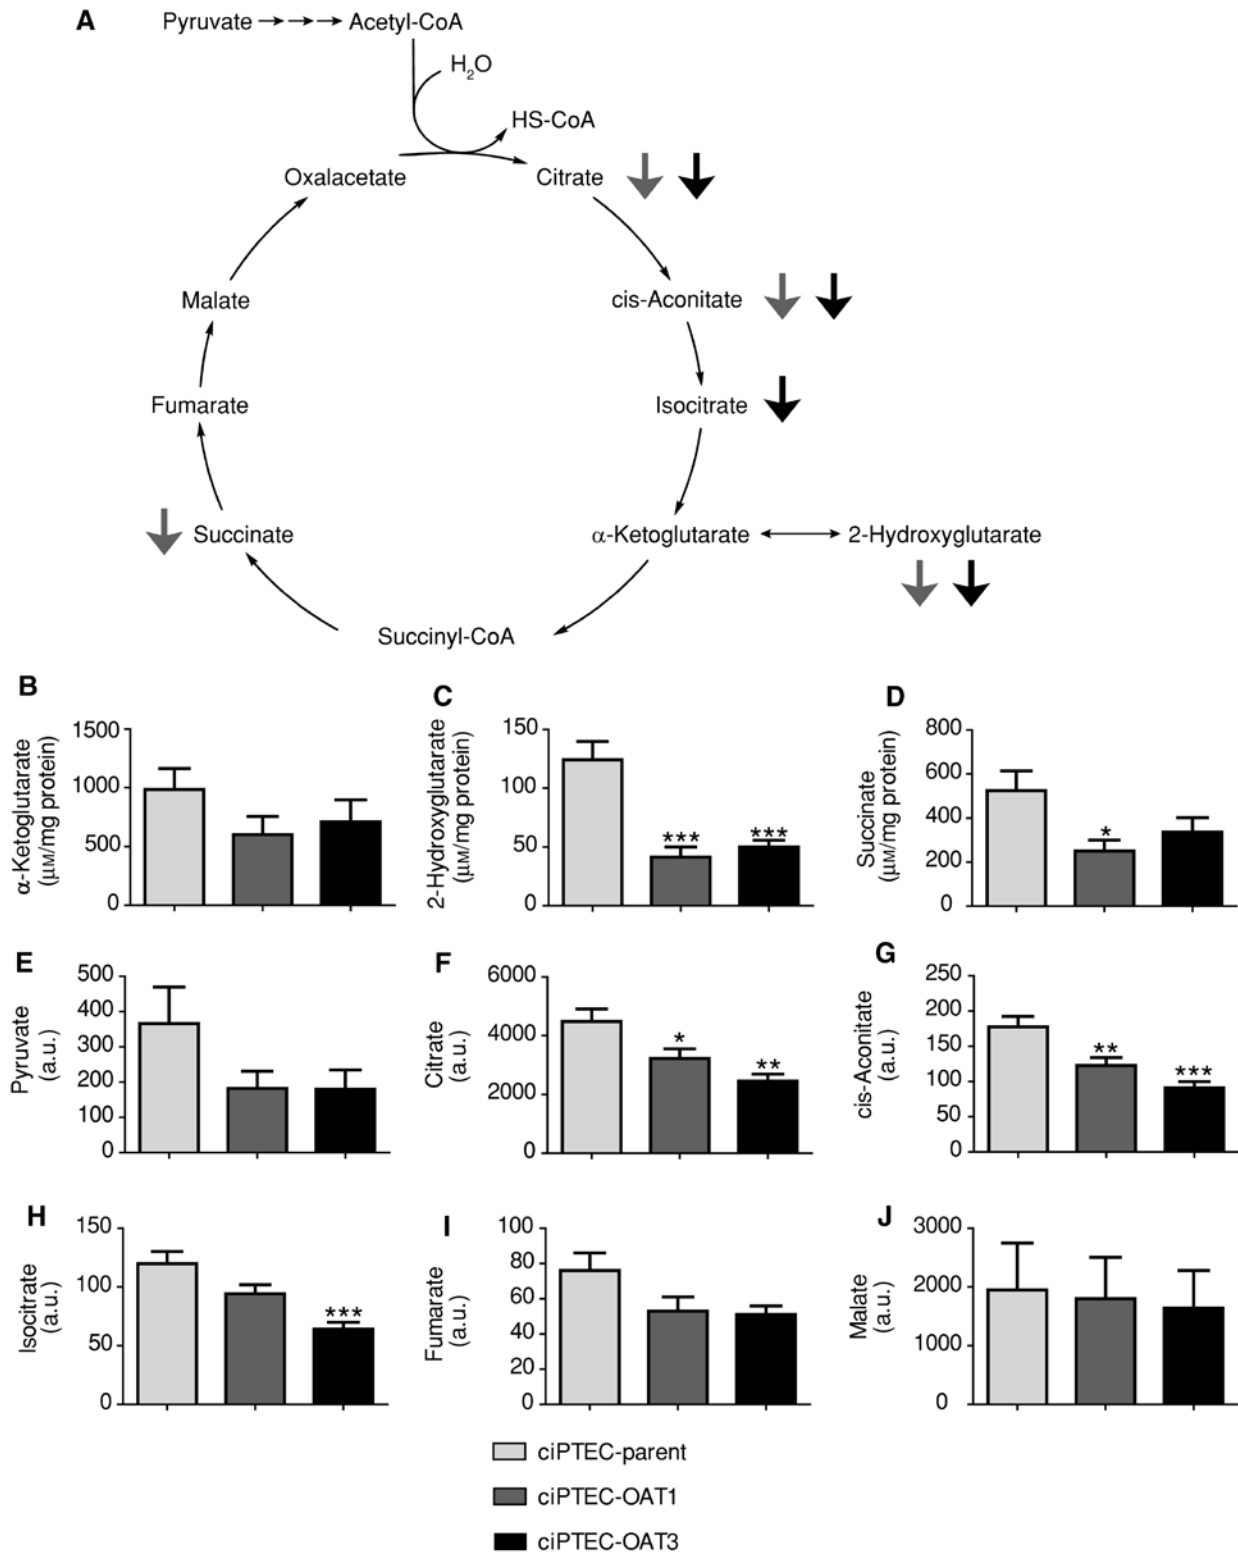 A
Pyruvate → → → Acetyl-CoA
H₂O
HS-CoA
Oxalacetate
Citrate
Malate
cis-Aconitate
Fumarate
Isocitrate
Succinate
α-Ketoglutarate
2-Hydroxyglutarate
Succinyl-CoA
B
α-Ketoglutarate
(μM/mg protein)
1500
1000
500
0
C
2-Hydroxyglutarate
(μM/mg protein)
150
100
50
0
***
***
D
Succinate
(μM/mg protein)
800
600
400
200
0
*
E
Pyruvate
(a.u.)
500
400
300
200
100
0
F
Citrate
(a.u.)
6000
4000
2000
0
*
**
G
cis-Aconitate
(a.u.)
250
200
150
100
50
0
**
***
H
Isocitrate
(a.u.)
150
100
50
0
***
I
Fumarate
(a.u.)
100
80
60
40
20
0
J
Malate
(a.u.)
3000
2000
1000
0
ciPTEC-parent
ciPTEC-OAT1
ciPTEC-OAT3